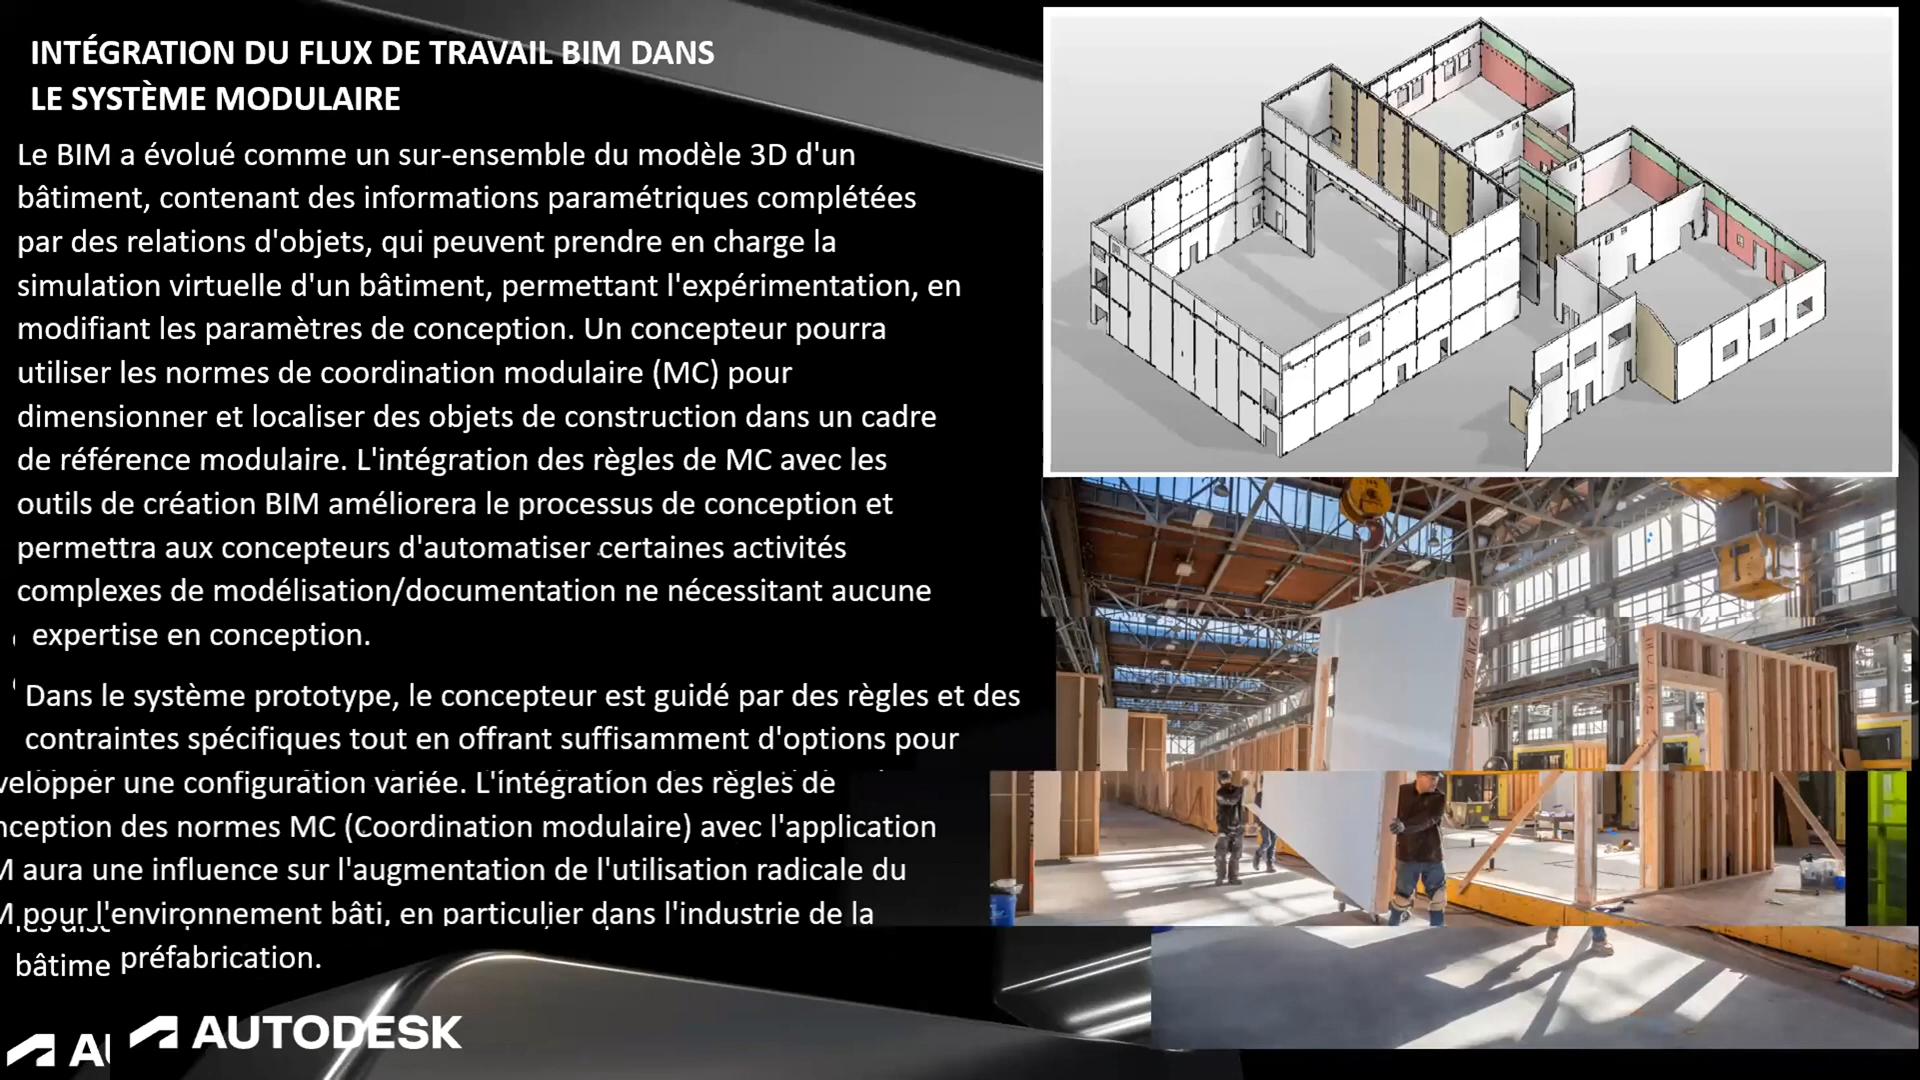 INTÉGRATION DU FLUX DE TRAVAIL BIM DANS
LE SYSTÈME MODULAIRE
Le BIM a évolué comme un sur-ensemble du modèle 3D d'un
bâtiment, contenant des informations paramétriques complétées
par des relations d'objets, qui peuvent prendre en charge la
simulation virtuelle d'un bâtiment, permettant l'expérimentation, en
modifiant les paramètres de conception. Un concepteur pourra
utiliser les normes de coordination modulaire (MC) pour
dimensionner et localiser des objets de construction dans un cadre
de référence modulaire. L'intégration des règles de MC avec les
outils de création BIM améliorera le processus de conception et
permettra aux concepteurs d'automatiser certaines activités
complexes de modélisation/documentation ne nécessitant aucune
expertise en conception.
Dans le système prototype, le concepteur est guidé par des règles et des
contraintes spécifiques tout en offrant suffisamment d'options pour
velopper une configuration variée. L'intégration des règles de
nception des normes MC (Coordination modulaire) avec l'application
M aura une influence sur l'augmentation de l'utilisation radicale du
M pour l'environnement bâti, en particulier dans l'industrie de la
bâtime préfabrication.
AUTODESK